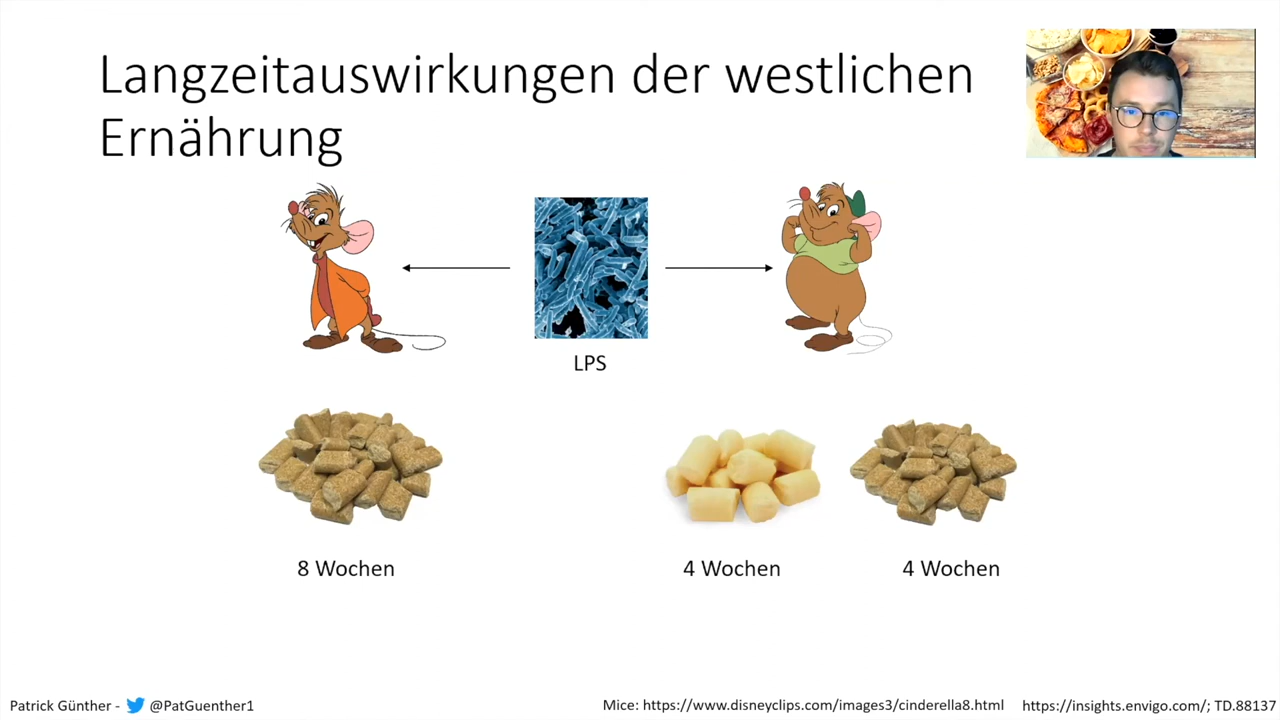 Langzeitauswirkungen der westlichen
Ernährung
LPS
8 Wochen
4 Wochen
4 Wochen
Patrick Günther - @PatGuenther1
Mice: https://www.disneyclips.com/images3/cinderella8.html
https://insights.envigo.com/; TD.88137